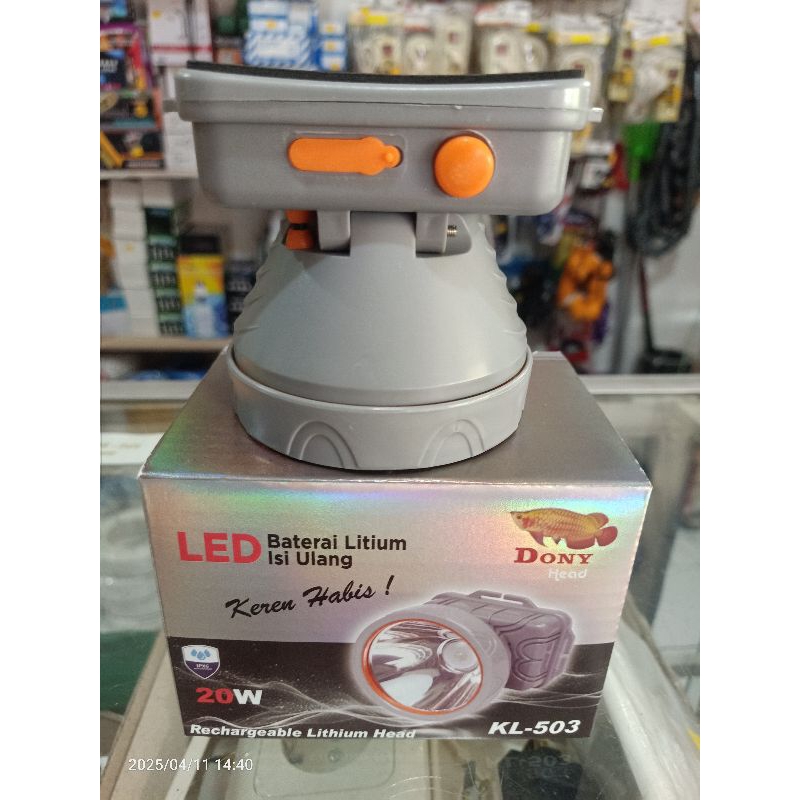 LED Baterai Litium
Isi Ulang
Keren Habis !
DONY
Head
20W
Rechargeable Lithium Head
KL-503
2025/04/11 14:40